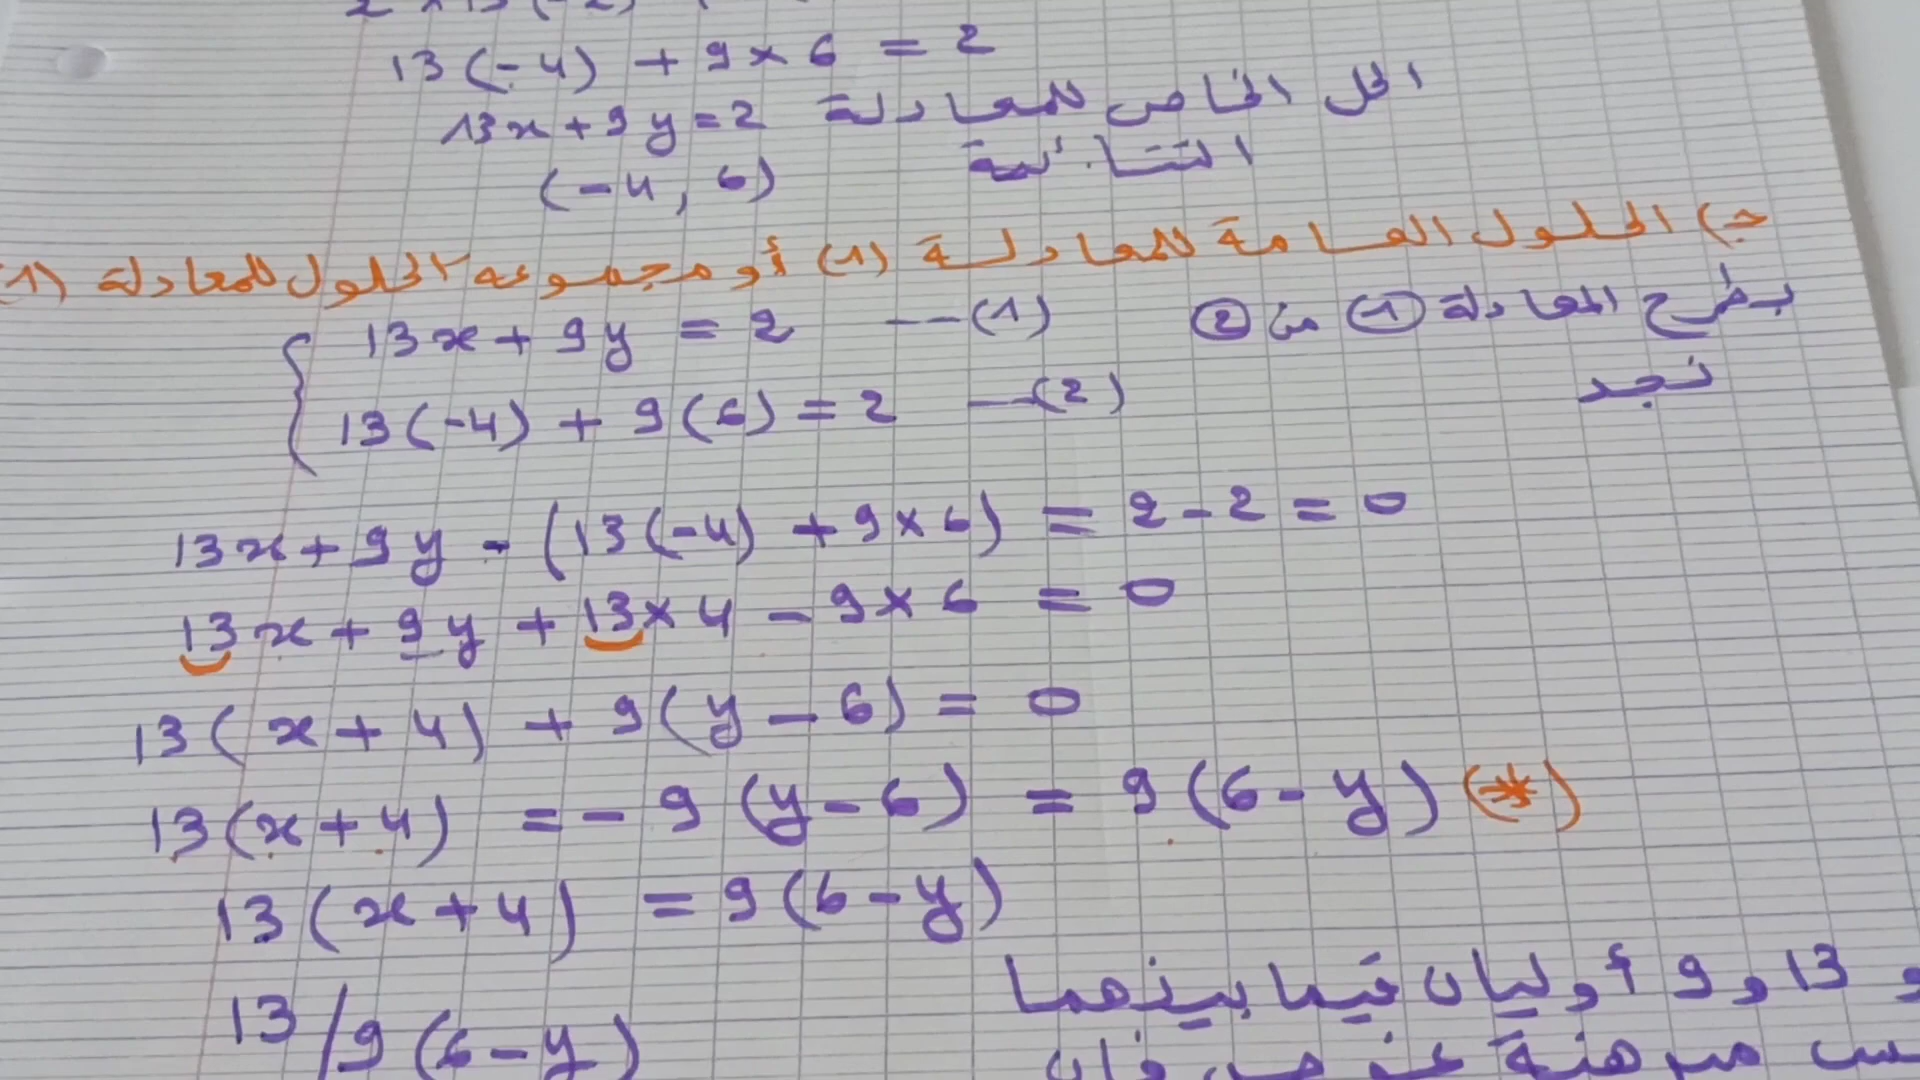 13(-4) + 9 × 6 = 2
الحل الخاص للمعادلة 13x + 9y = 2
الثنائية (-4, 6)
جـ) الحلول العامة للمعادلة (1) أو مجموعة الحلول للمعادلة (1)
{ 13x + 9y = 2 --- (1) بطرح المعادلة ① من ②
13(-4) + 9(6) = 2 --- (2) نجد
13x + 9y - (13(-4) + 9×6) = 2 - 2 = 0
13x + 9y + 13×4 - 9×6 = 0
13(x + 4) + 9(y - 6) = 0
13(x + 4) = -9(y - 6) = 9(6 - y) (*)
13(x + 4) = 9(6 - y)
و 13 و 9 أوليان فيما بينهما
13/9(6 - y)